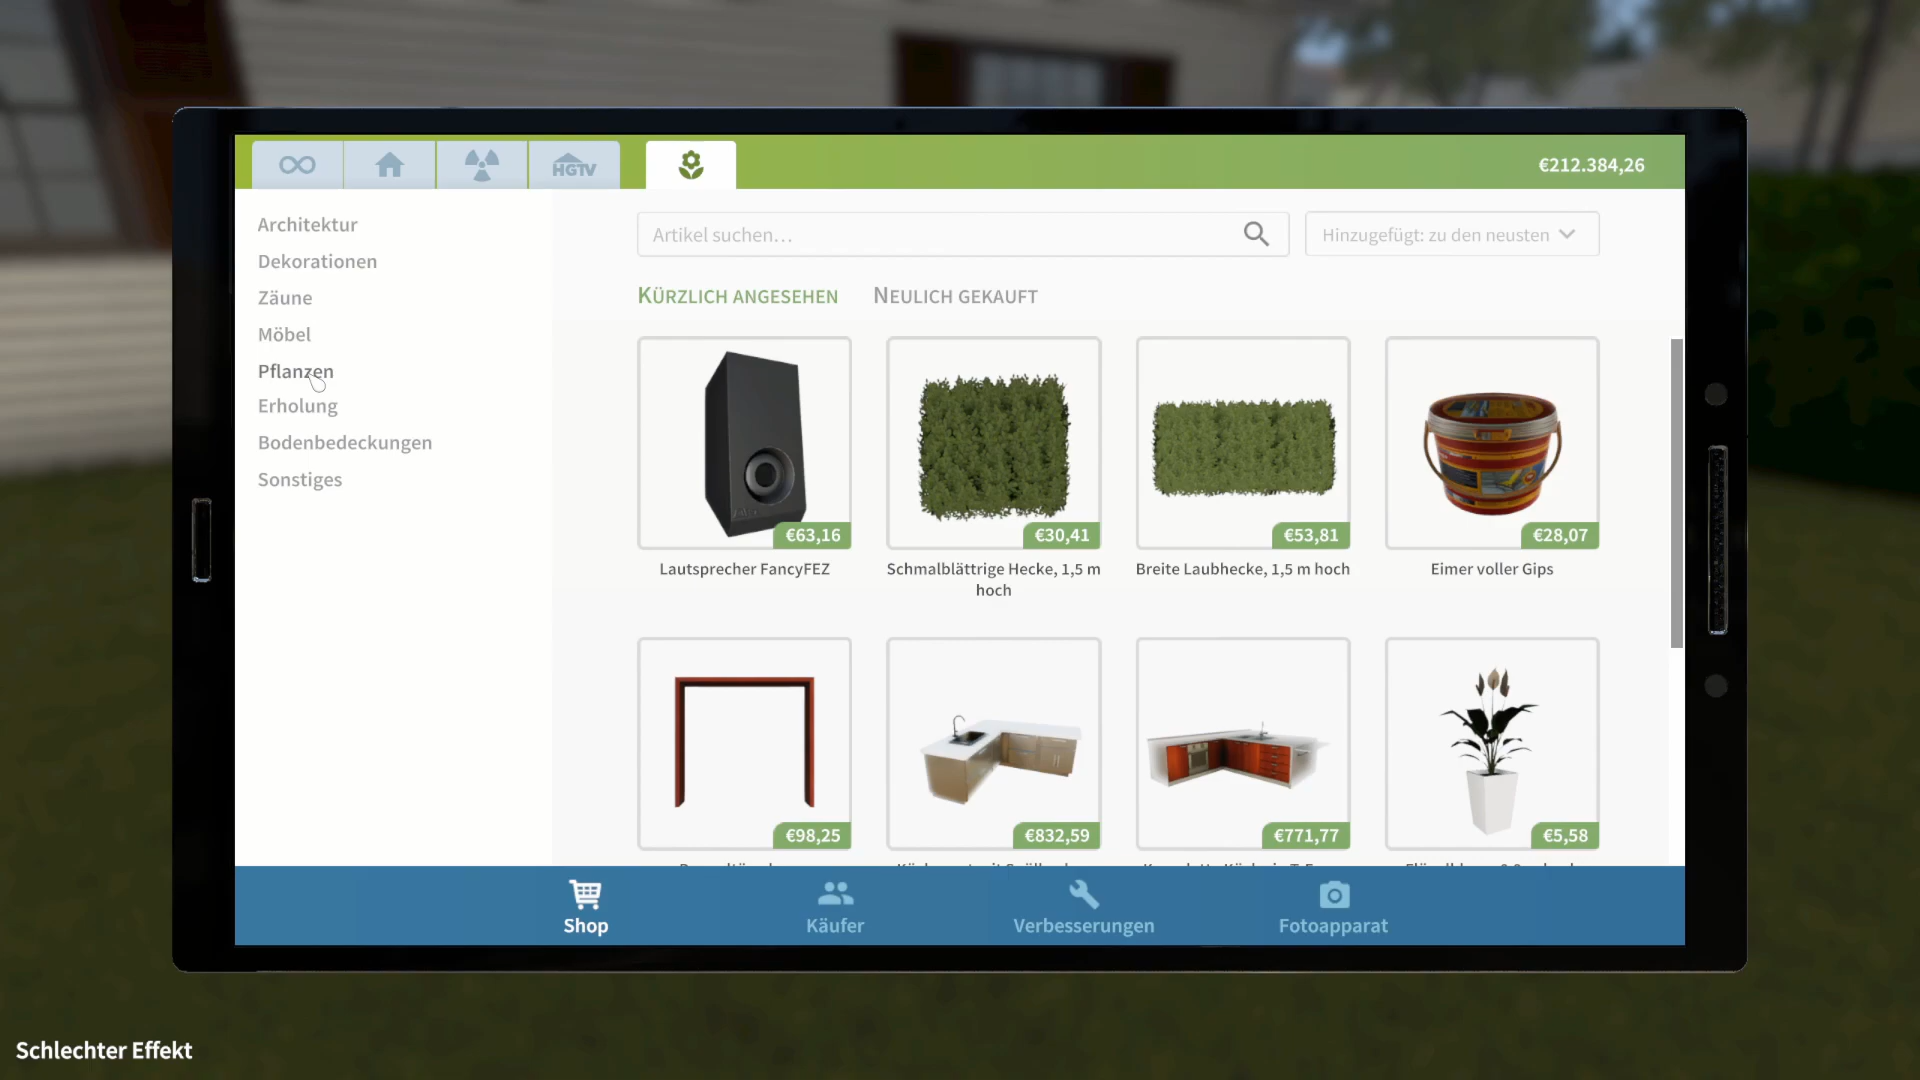 HGTV
€212.384,26
Architektur
Dekorationen
Zäune
Möbel
Pflanzen
Erholung
Bodenbedeckungen
Sonstiges
Artikel suchen...
Hinzugefügt: zu den neusten
KÜRZLICH ANGESEHEN
NEULICH GEKAUFT
€63,16
€30,41
€53,81
€28,07
Lautsprecher FancyFEZ
Schmalblättrige Hecke, 1,5 m
hoch
Breite Laubhecke, 1,5 m hoch
Eimer voller Gips
€98,25
€832,59
€771,77
€5,58
Shop
Käufer
Verbesserungen
Fotoapparat
Schlechter Effekt